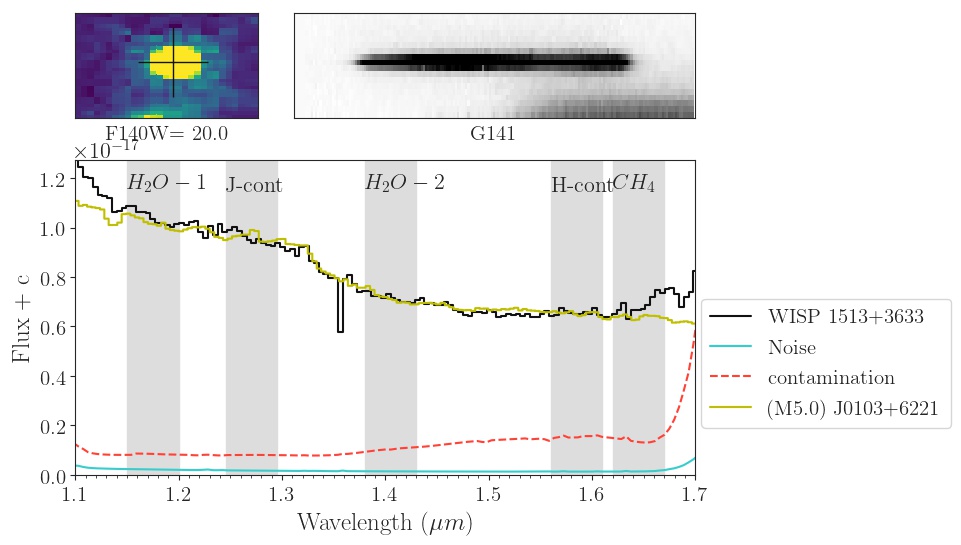 F140W= 20.0
G141
×10⁻¹⁷
H₂O − 1
J-cont
H₂O − 2
H-cont
CH₄
1.2
1.0
0.8
0.6
0.4
0.2
0.0
Flux + c
1.1
1.2
1.3
1.4
1.5
1.6
1.7
Wavelength (μm)
WISP 1513+3633
Noise
contamination
(M5.0) J0103+6221